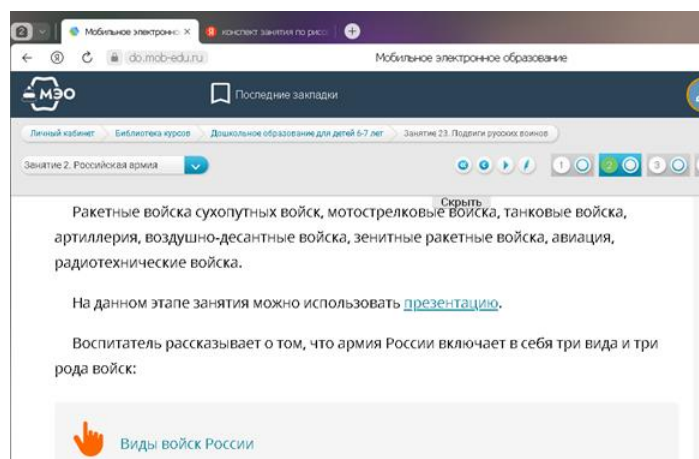 2
Мобильное электронно ×
конспект занятия по рисо
do.mob-edu.ru
Мобильное электронное образование
МЭО
Последние закладки
Личный кабинет
Библиотека курсов
Дошкольное образование для детей 6-7 лет
Занятие 23. Подвиги русских воинов
Занятие 2. Российская армия
1 2 3
Скрыть
Ракетные войска сухопутных войск, мотострелковые войска, танковые войска,
артиллерия, воздушно-десантные войска, зенитные ракетные войска, авиация,
радиотехнические войска.
На данном этапе занятия можно использовать презентацию.
Воспитатель рассказывает о том, что армия России включает в себя три вида и три
рода войск:
Виды войск России